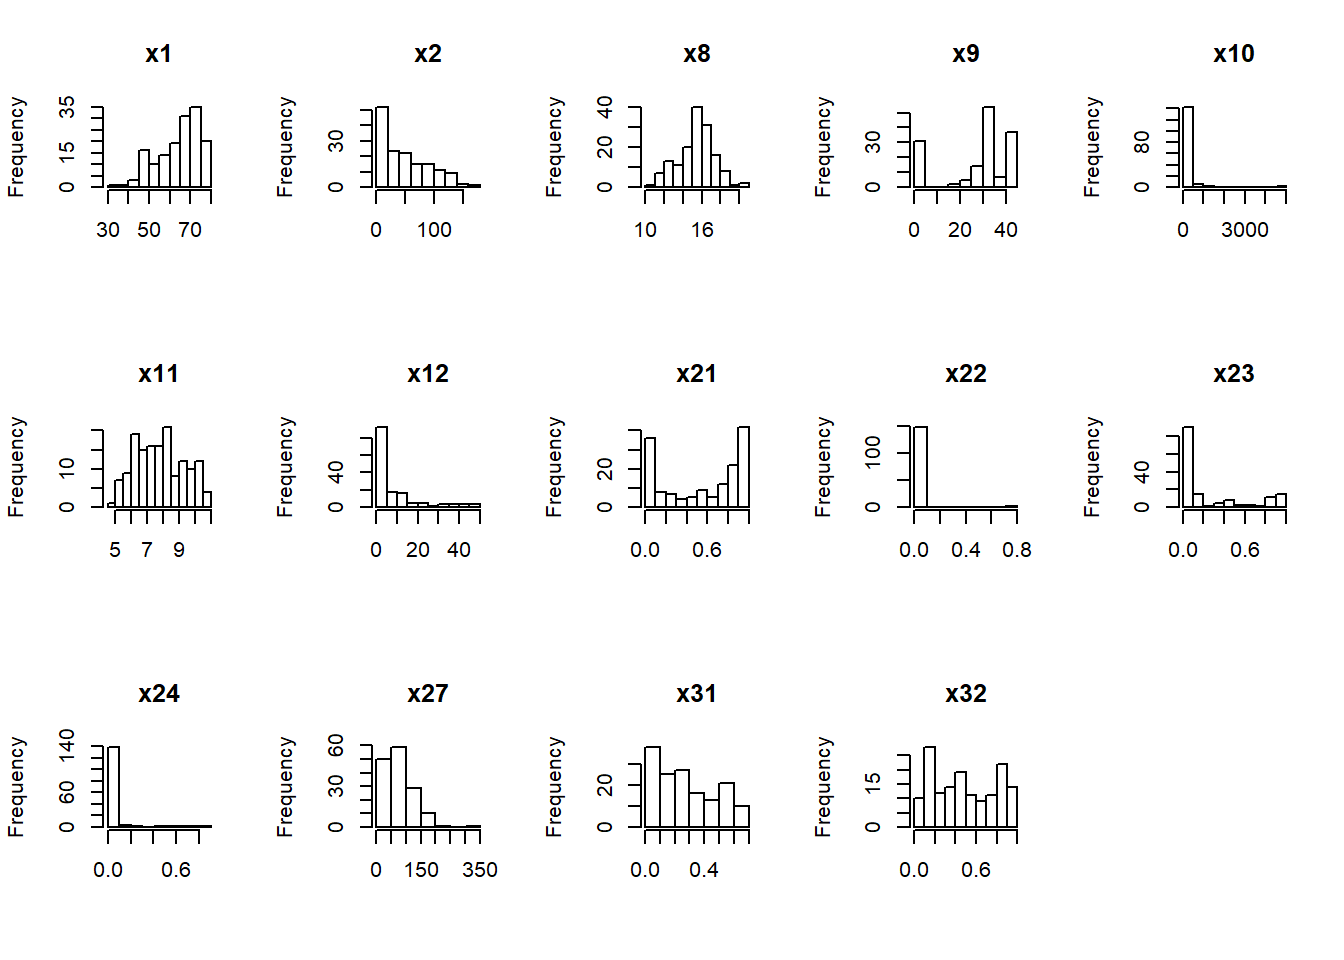 x1
Frequency
0 15 35
30 50 70
x2
Frequency
0 30
0 100
x8
Frequency
0 20 40
10 16
x9
Frequency
0 30
0 20 40
x10
Frequency
0 80
0 3000
x11
Frequency
0 10
5 7 9
x12
Frequency
0 40
0 20 40
x21
Frequency
0 20
0.0 0.6
x22
Frequency
0 100
0.0 0.4 0.8
x23
Frequency
0 40
0.0 0.6
x24
Frequency
0 60 140
0.0 0.6
x27
Frequency
0 30 60
0 150 350
x31
Frequency
0 20
0.0 0.4
x32
Frequency
0 15
0.0 0.6